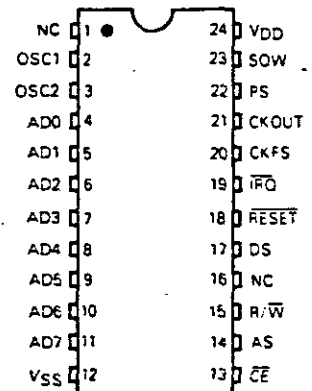 NC 1 24 VDD
OSC1 2 23 SOW
OSC2 3 22 PS
AD0 4 21 CKOUT
AD1 5 20 CKFS
AD2 6 19 IRQ
AD3 7 18 RESET
AD4 8 17 DS
AD5 9 16 NC
AD6 10 15 R/W
AD7 11 14 AS
VSS 12 13 CE